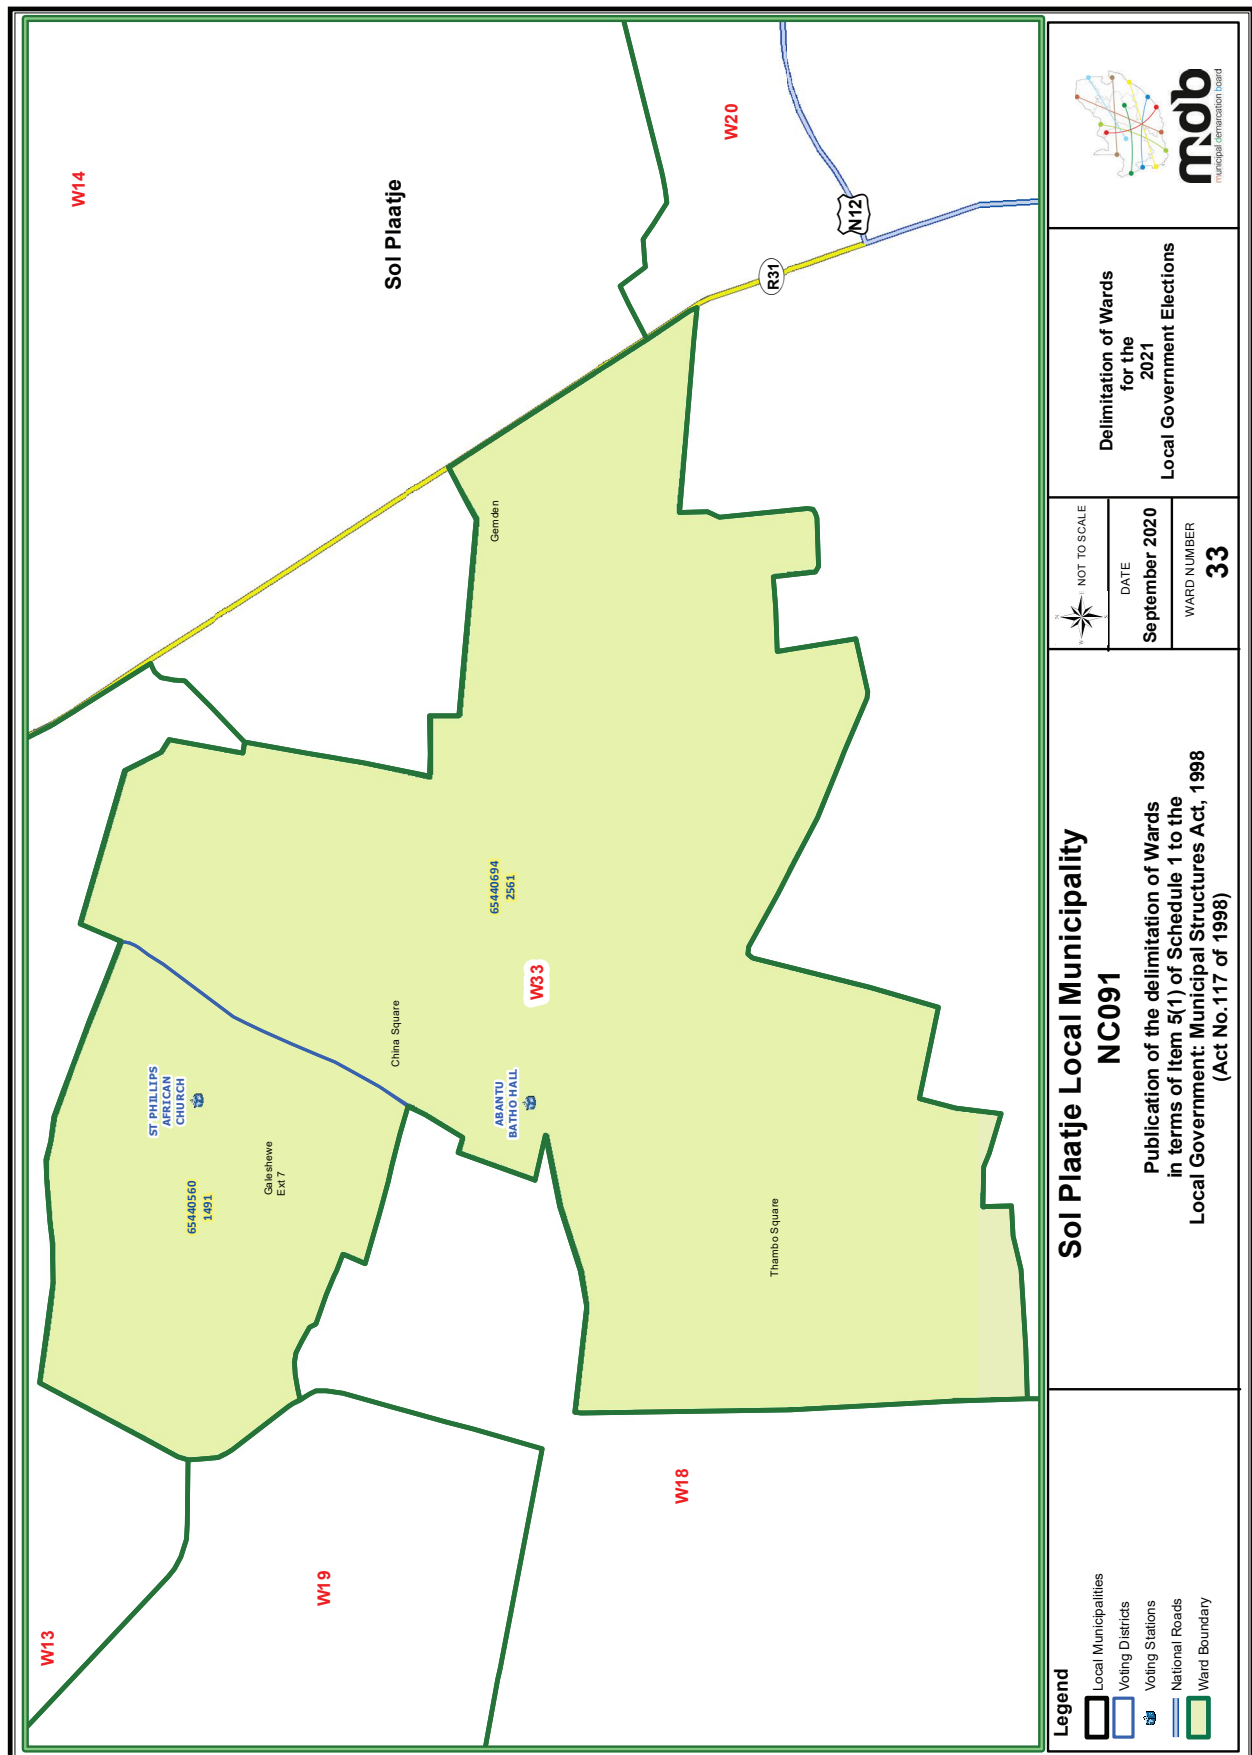 W14
Sol Plaatje
W20
N12
R31
Gemden
65440694
2561
W33
China Square
ST PHILLIPS
AFRICAN
CHURCH
ABANTU
BATHO HALL
65440560
1491
Galeshewe
Ext 7
Thambo Square
W13
W19
W18
Legend
Local Municipalities
Voting Districts
Voting Stations
National Roads
Ward Boundary
Sol Plaatje Local Municipality
NC091
Publication of the delimitation of Wards
in terms of Item 5(1) of Schedule 1 to the
Local Government: Municipal Structures Act, 1998
(Act No.117 of 1998)
N
W
E
S
NOT TO SCALE
DATE
September 2020
WARD NUMBER
33
Delimitation of Wards
for the
2021
Local Government Elections
mdb
municipal demarcation board